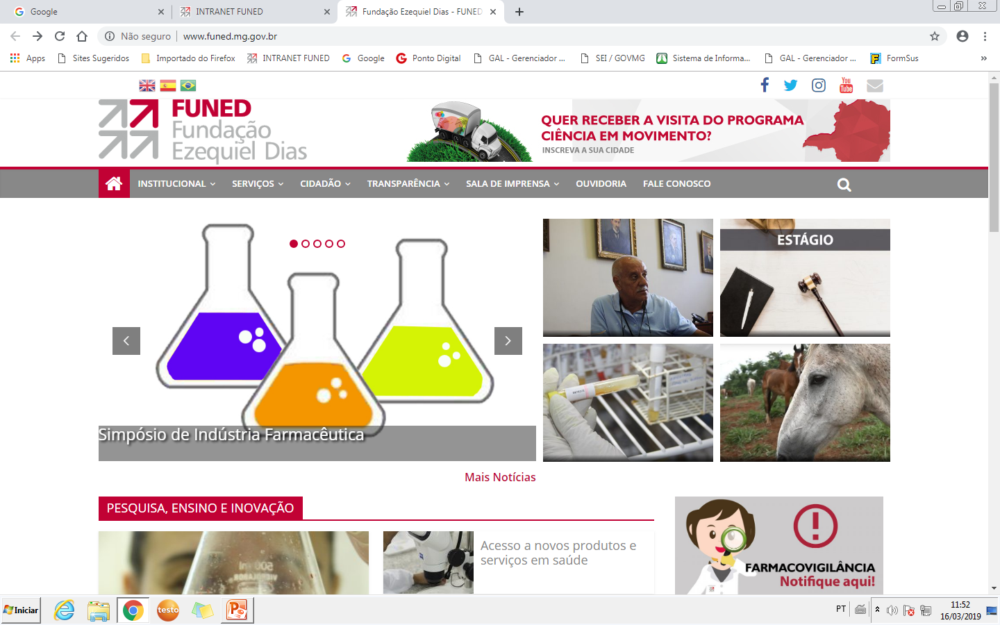 Google
INTRANET FUNED
Fundação Ezequiel Dias - FUNED
Não seguro
www.funed.mg.gov.br
Apps
Sites Sugeridos
Importado do Firefox
INTRANET FUNED
Google
Ponto Digital
GAL - Gerenciador ...
SEI / GOVMG
Sistema de Informa...
GAL - Gerenciador ...
FormSus
You
Tube
FUNED
Fundação
Ezequiel Dias
QUER RECEBER A VISITA DO PROGRAMA
CIÊNCIA EM MOVIMENTO?
INSCREVA A SUA CIDADE
INSTITUCIONAL
SERVIÇOS
CIDADÃO
TRANSPARÊNCIA
SALA DE IMPRENSA
OUVIDORIA
FALE CONOSCO
ESTÁGIO
Simpósio de Indústria Farmacêutica
Mais Notícias
PESQUISA, ENSINO E INOVAÇÃO
Acesso a novos produtos e
serviços em saúde
FARMACOVIGILÂNCIA
Notifique aqui!
Iniciar
testo
PT
11:52
16/03/2019